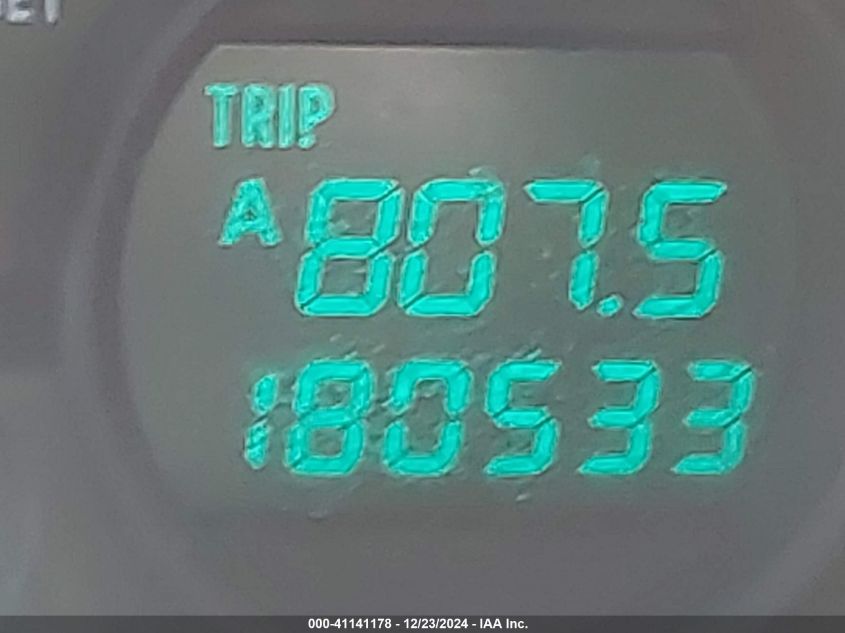 TRIP
A 807.5
180533
000-41141178 - 12/23/2024 - IAA Inc.